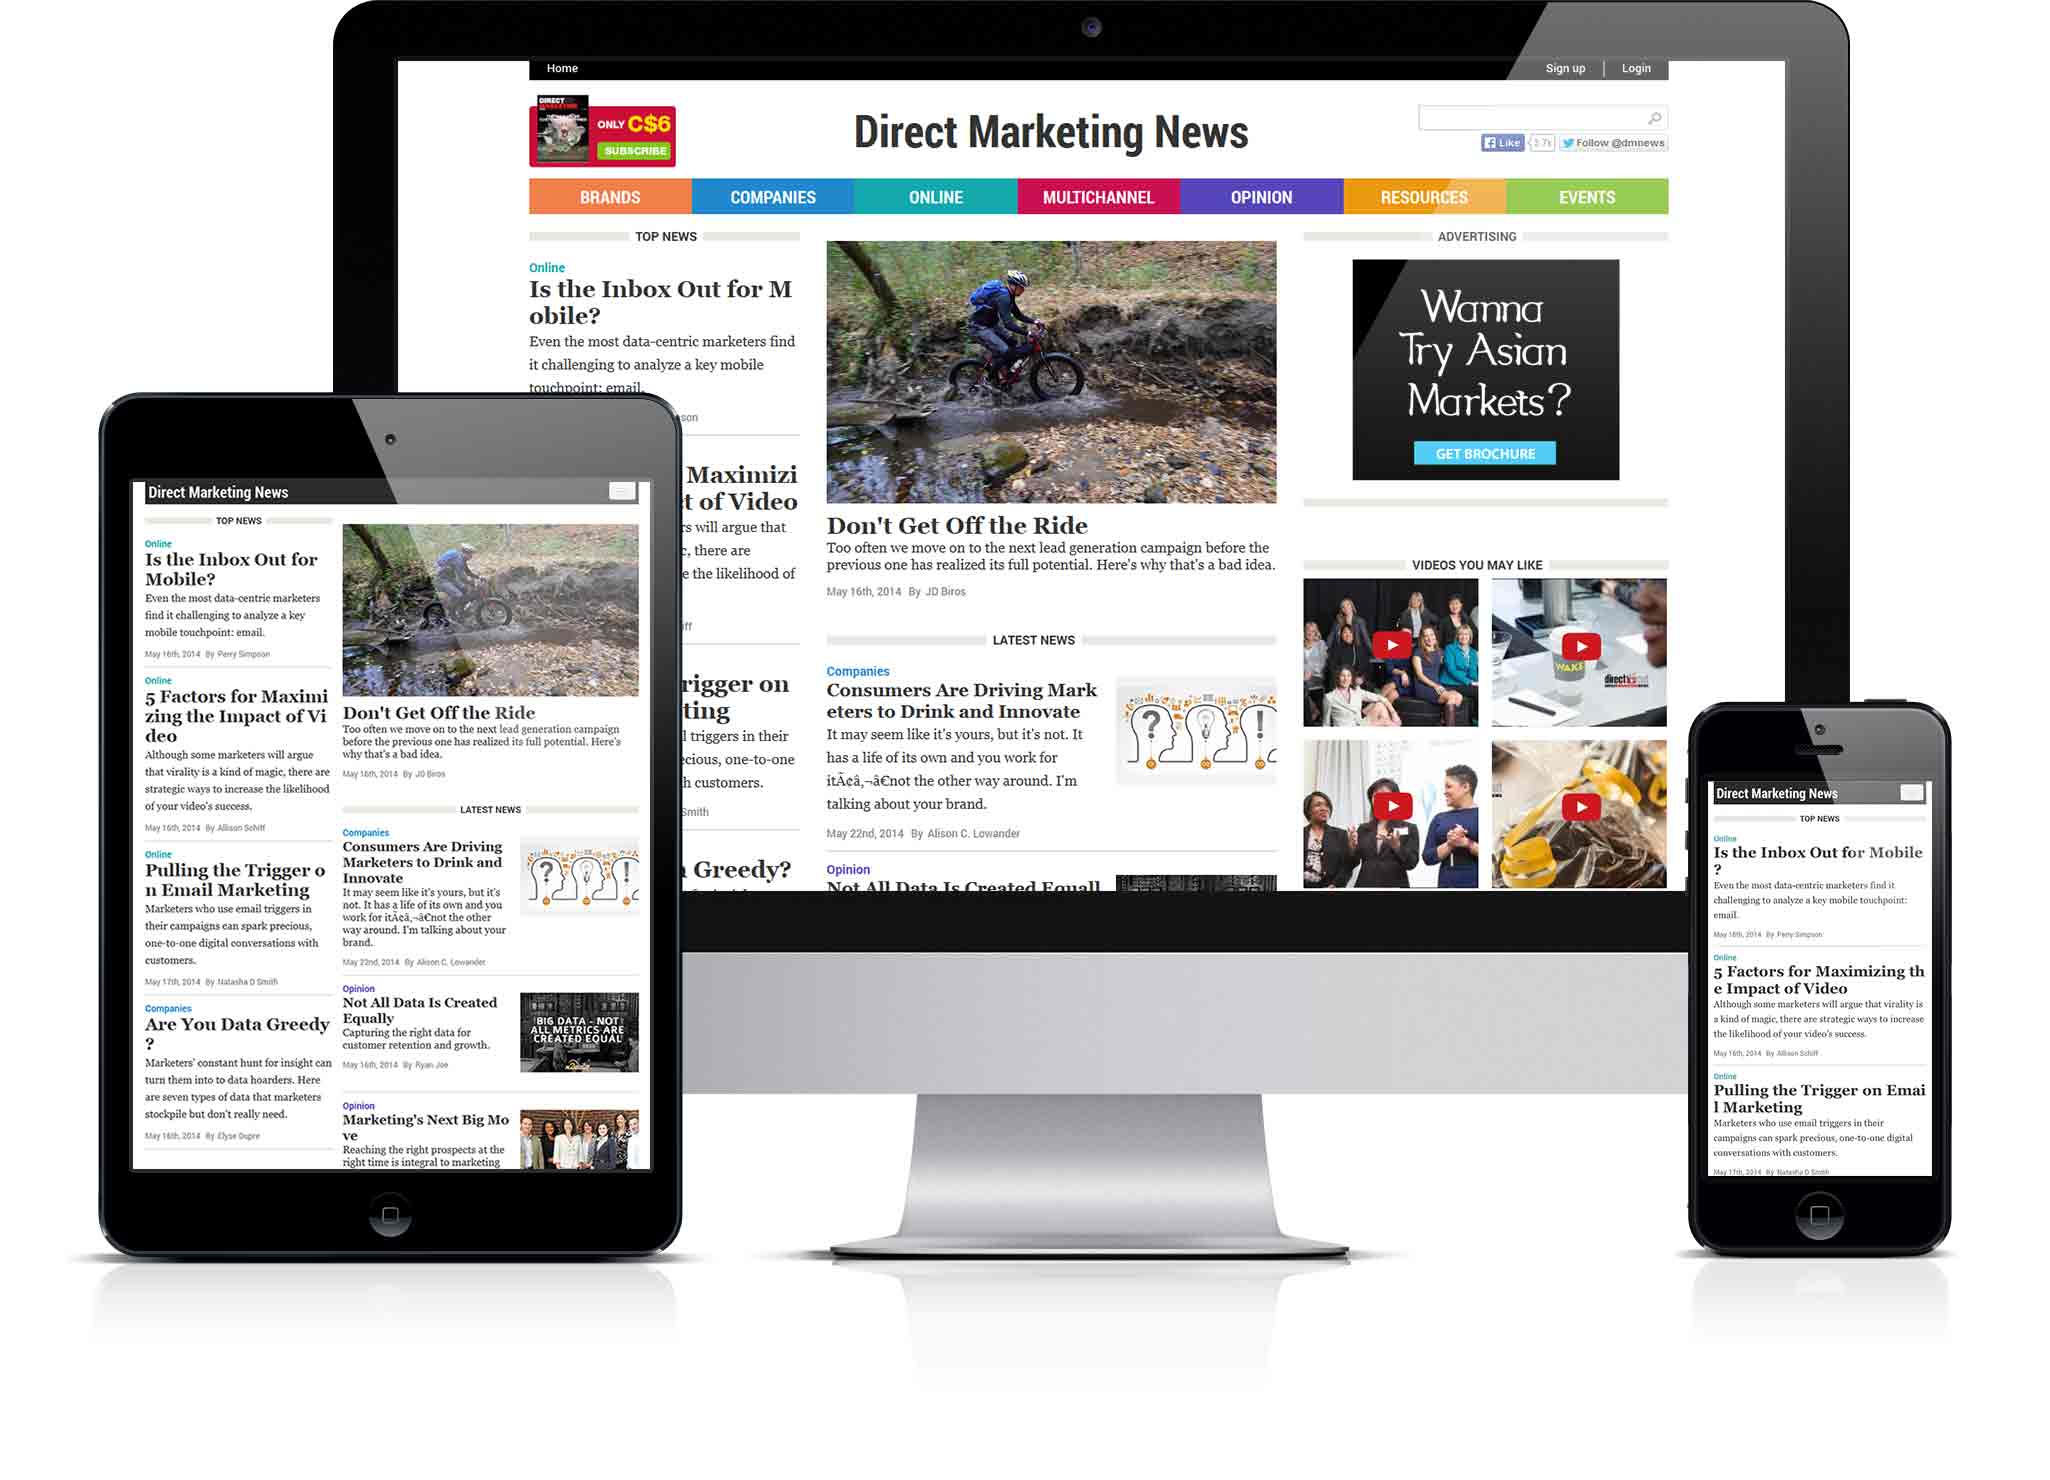 Home
Sign up
Login
DIRECT
MARKETING
ONLY C$6
SUBSCRIBE
Direct Marketing News
Like
3.7k
Follow @dmnews
BRANDS
COMPANIES
ONLINE
MULTICHANNEL
OPINION
RESOURCES
EVENTS
TOP NEWS
Online
Is the Inbox Out for M
obile?
Even the most data-centric marketers find
it challenging to analyze a key mobile
touchpoint: email.
son
Maximizi
t of Video
rs will argue that
c, there are
e the likelihood of
iff
rigger on
ting
l triggers in their
cious, one-to-one
h customers.
Smith
n Greedy?
Don't Get Off the Ride
Too often we move on to the next lead generation campaign before the
previous one has realized its full potential. Here's why that's a bad idea.
May 16th, 2014 By JD Biros
LATEST NEWS
Companies
Consumers Are Driving Mark
eters to Drink and Innovate
It may seem like it's yours, but it's not. It
has a life of its own and you work for
itÃ¢â‚¬â€not the other way around. I'm
talking about your brand.
May 22nd, 2014 By Alison C. Lowander
Opinion
Not All Data Is Created Equall
ADVERTISING
Wanna
Try Asian
Markets?
GET BROCHURE
VIDEOS YOU MAY LIKE
WAKE
direct
Direct Marketing News
TOP NEWS
Online
Is the Inbox Out for
Mobile?
Even the most data-centric marketers
find it challenging to analyze a key
mobile touchpoint: email.
May 16th, 2014 By Perry Simpson
Online
5 Factors for Maximi
zing the Impact of Vi
deo
Although some marketers will argue
that virality is a kind of magic, there are
strategic ways to increase the likelihood
of your video's success.
May 16th, 2014 By Allison Schiff
Online
Pulling the Trigger o
n Email Marketing
Marketers who use email triggers in
their campaigns can spark precious,
one-to-one digital conversations with
customers.
May 17th, 2014 By Natasha D Smith
Companies
Are You Data Greedy
?
Marketers' constant hunt for insight can
turn them into to data hoarders. Here
are seven types of data that marketers
stockpile but don't really need.
May 16th, 2014 By Elyse Dupre
Don't Get Off the Ride
Too often we move on to the next lead generation campaign
before the previous one has realized its full potential. Here's
why that's a bad idea.
May 16th, 2014 By JD Biros
LATEST NEWS
Companies
Consumers Are Driving
Marketers to Drink and
Innovate
It may seem like it's yours, but it's
not. It has a life of its own and you
work for itÃ¢â‚¬â€not the other
way around. I'm talking about your
brand.
May 22nd, 2014 By Alison C. Lowander
Opinion
Not All Data Is Created
Equally
Capturing the right data for
customer retention and growth.
May 16th, 2014 By Ryan Joe
BIG DATA - NOT
ALL METRICS ARE
CREATED EQUAL
Opinion
Marketing's Next Big Mo
ve
Reaching the right prospects at the
right time is integral to marketing
Direct Marketing News
TOP NEWS
Online
Is the Inbox Out for Mobile
?
Even the most data-centric marketers find it
challenging to analyze a key mobile touchpoint:
email.
May 16th, 2014 By Perry Simpson
Online
5 Factors for Maximizing th
e Impact of Video
Although some marketers will argue that virality is
a kind of magic, there are strategic ways to increase
the likelihood of your video's success.
May 16th, 2014 By Allison Schiff
Online
Pulling the Trigger on Emai
l Marketing
Marketers who use email triggers in their
campaigns can spark precious, one-to-one digital
conversations with customers.
May 17th, 2014 By Natasha D Smith